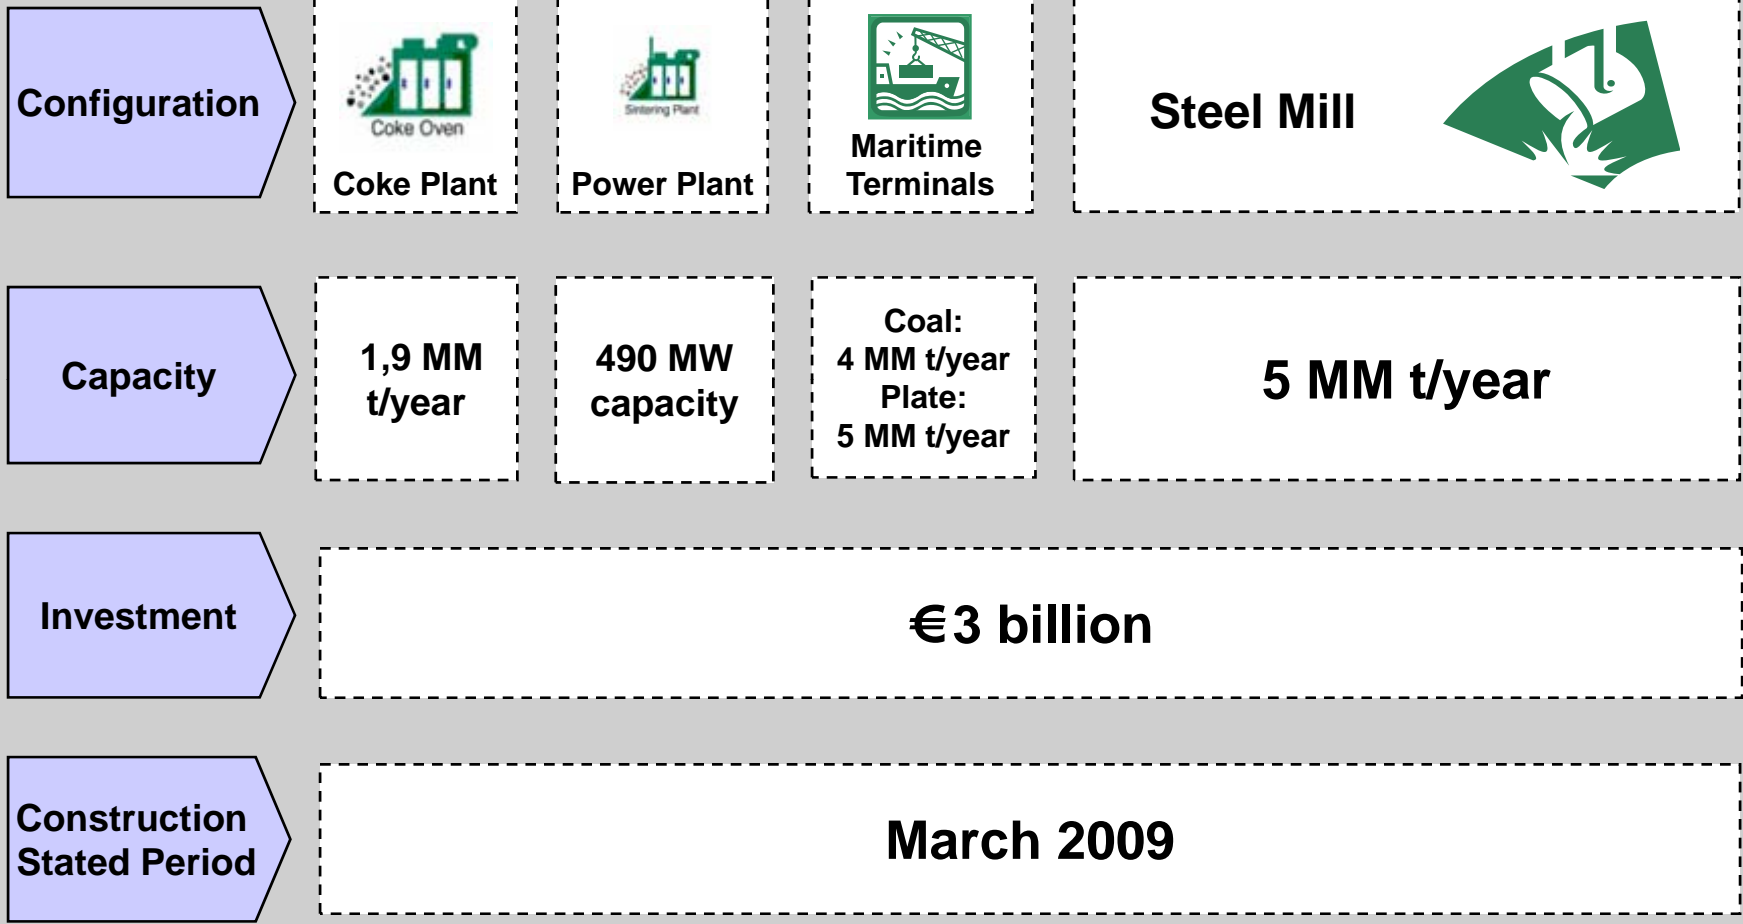 Configuration
Coke Oven
Coke Plant
Sintering Plant
Power Plant
Maritime
Terminals
Steel Mill
Capacity
1,9 MM
t/year
490 MW
capacity
Coal:
4 MM t/year
Plate:
5 MM t/year
5 MM t/year
Investment
€3 billion
Construction
Stated Period
March 2009